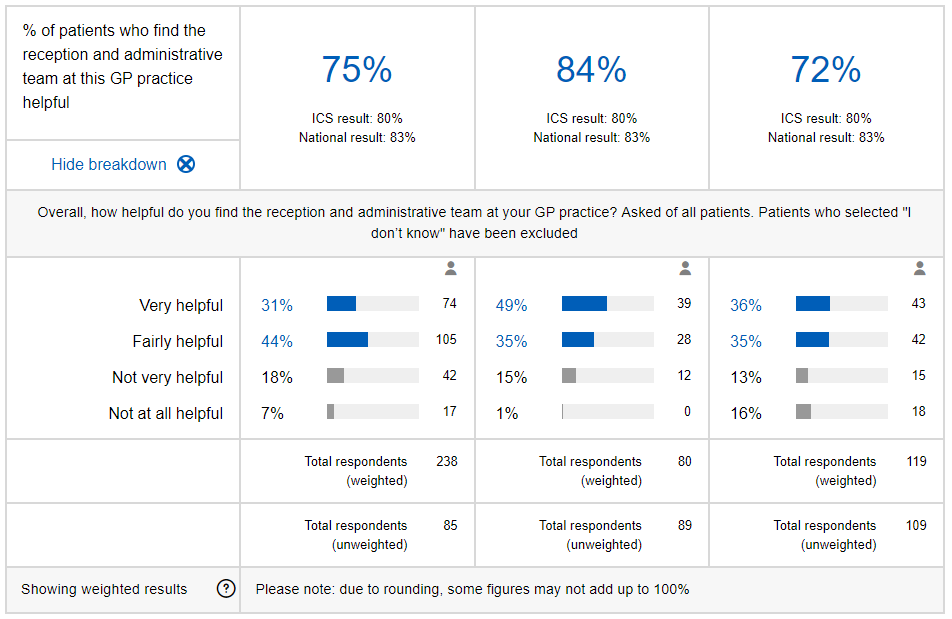 % of patients who find the
reception and administrative
team at this GP practice
helpful
Hide breakdown
75%
ICS result: 80%
National result: 83%
84%
ICS result: 80%
National result: 83%
72%
ICS result: 80%
National result: 83%
Overall, how helpful do you find the reception and administrative team at your GP practice? Asked of all patients. Patients who selected "I
don’t know" have been excluded
Very helpful 31% 74 49% 39 36% 43
Fairly helpful 44% 105 35% 28 35% 42
Not very helpful 18% 42 15% 12 13% 15
Not at all helpful 7% 17 1% 0 16% 18
Total respondents 238 Total respondents 80 Total respondents 119
(weighted) (weighted) (weighted)
Total respondents 85 Total respondents 89 Total respondents 109
(unweighted) (unweighted) (unweighted)
Showing weighted results ? Please note: due to rounding, some figures may not add up to 100%